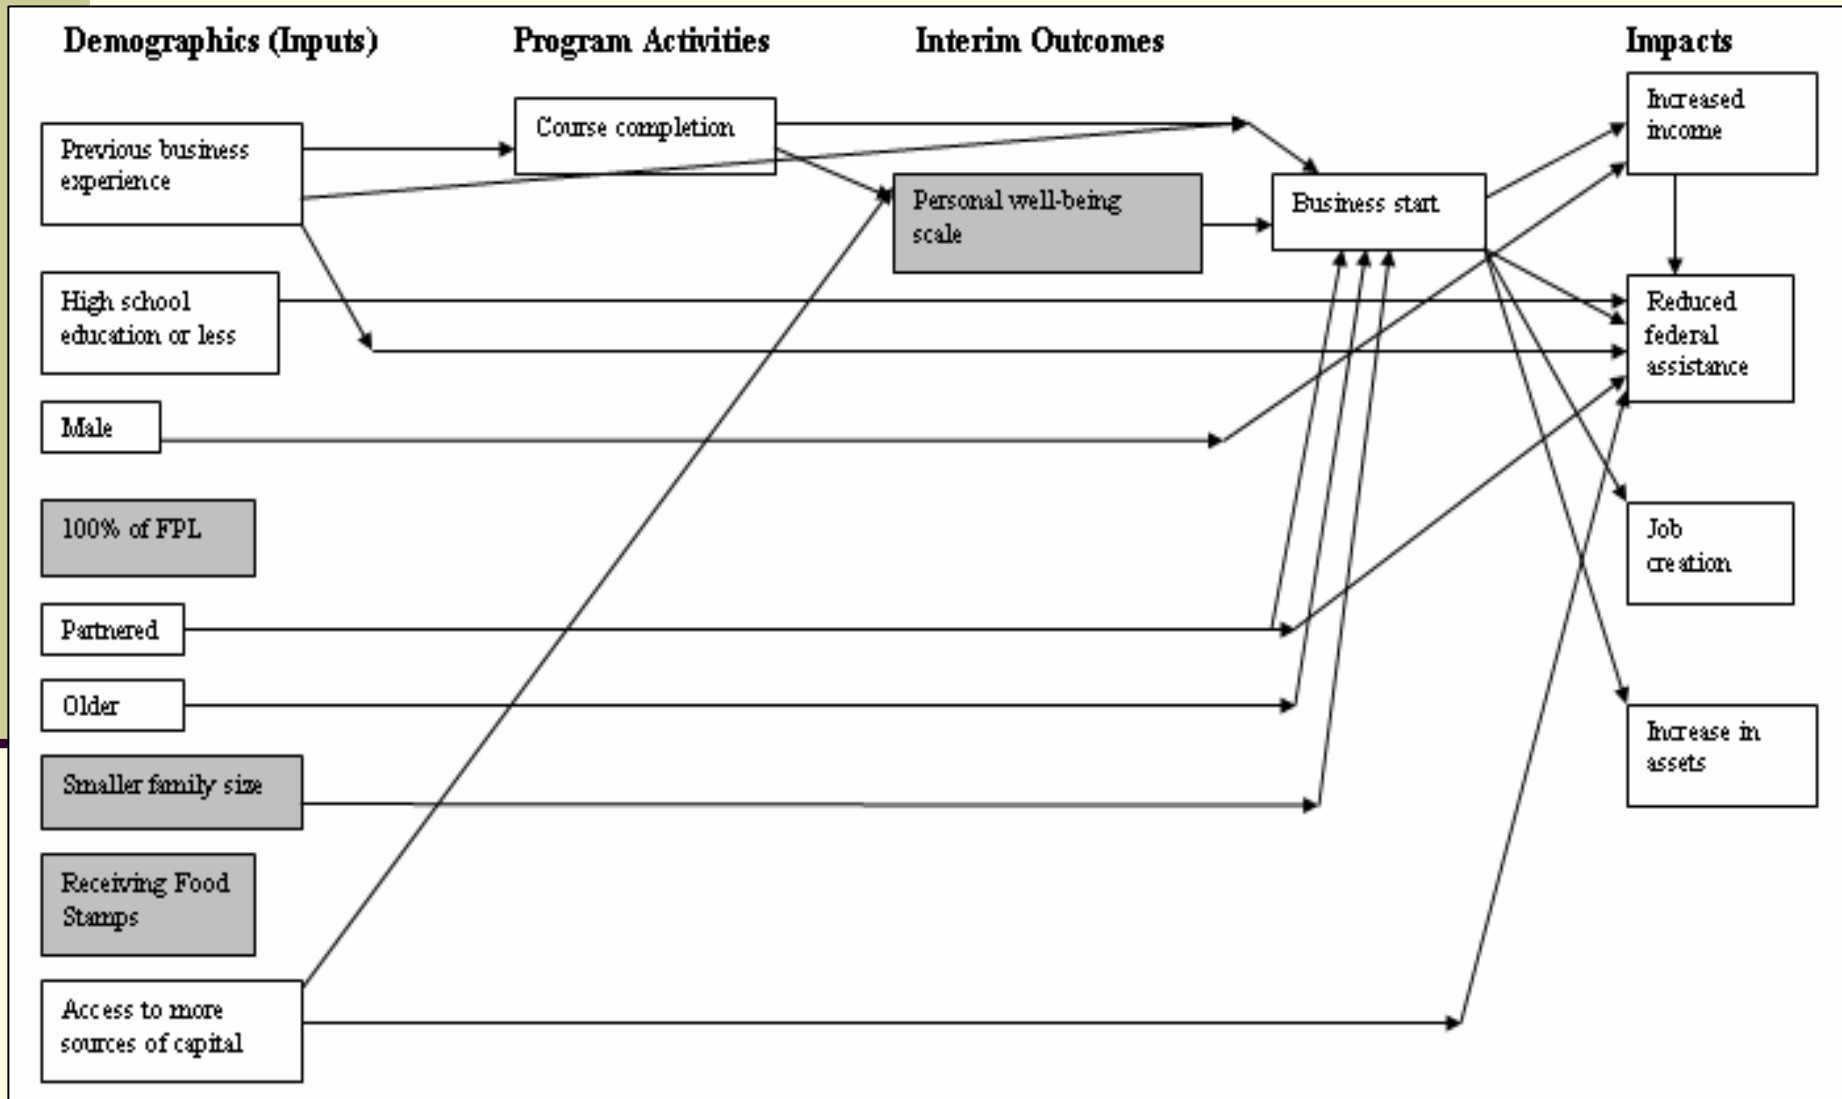 Demographics (Inputs)
Program Activities
Interim Outcomes
Impacts
Previous business
experience
High school
education or less
Male
100% of FPL
Partnered
Older
Smaller family size
Receiving Food
Stamps
Access to more
sources of capital
Course completion
Personal well-being
scale
Business start
Increased
income
Reduced
federal
assistance
Job
creation
Increase in
assets